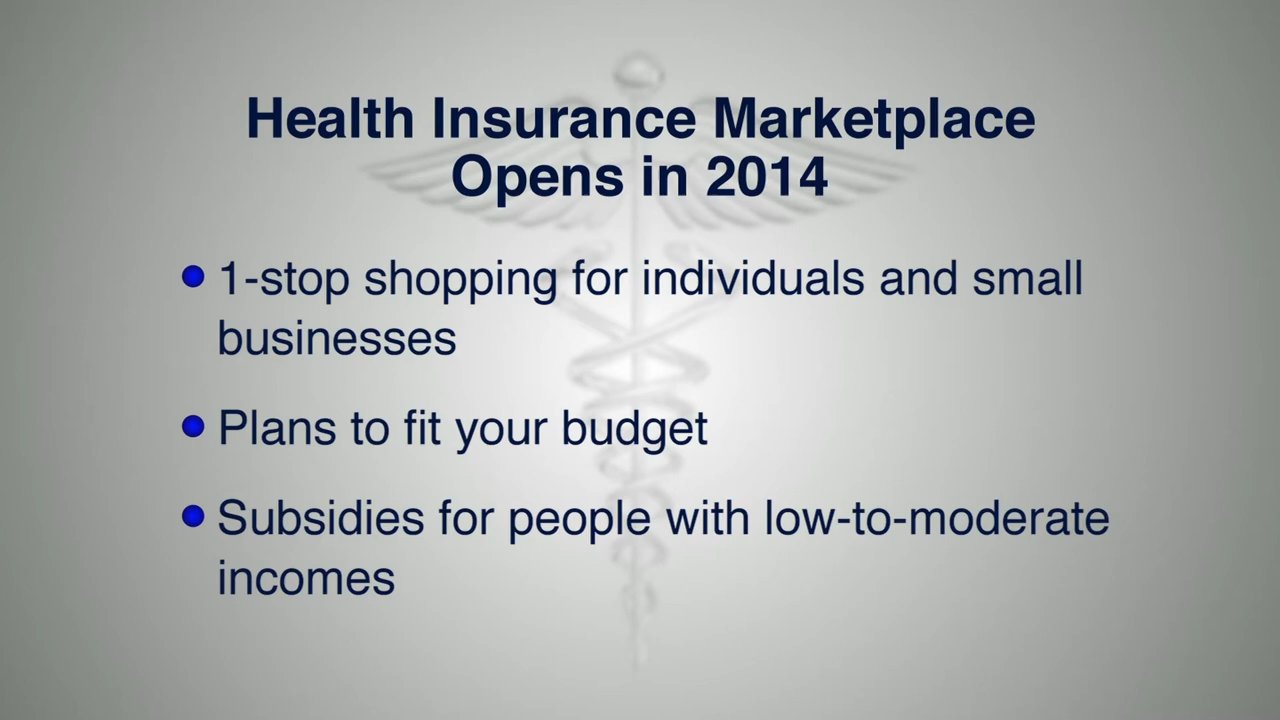 Health Insurance Marketplace
Opens in 2014
1-stop shopping for individuals and small
businesses
Plans to fit your budget
Subsidies for people with low-to-moderate
incomes